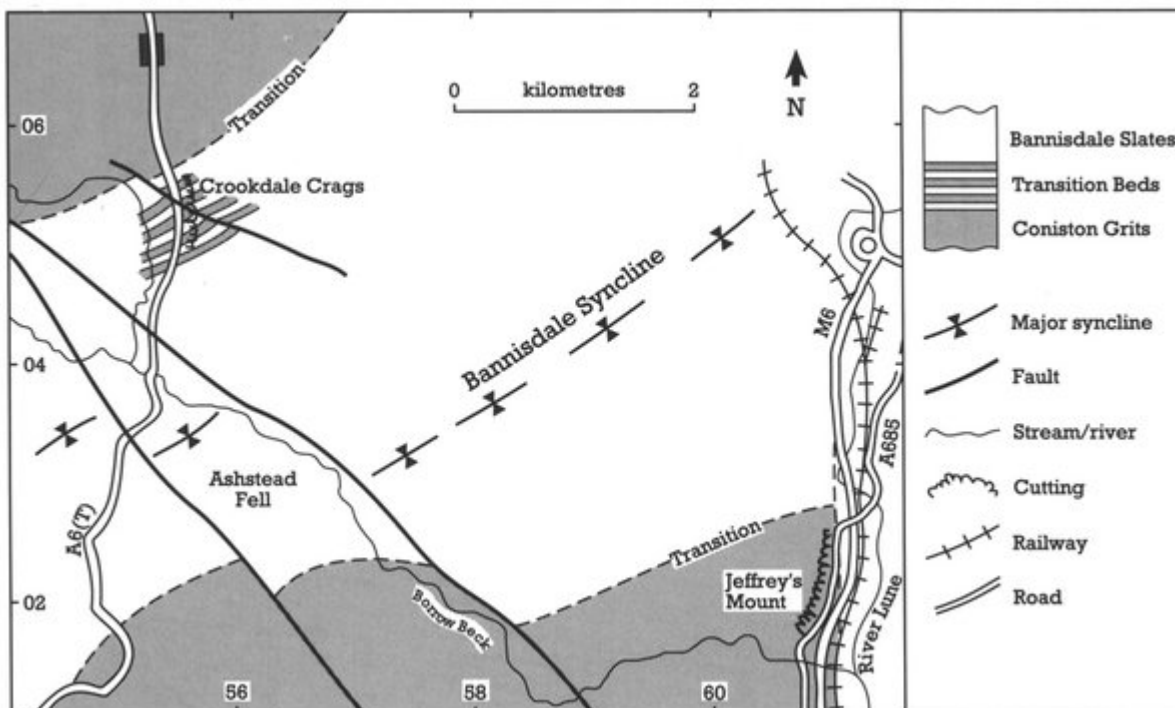 06
04
02
56
58
60
Transition
Crookdale Crags
0 kilometres 2
N
Bannisdale Syncline
M6
A685
Ashstead
Fell
A6(T)
Transition
Jeffrey's
Mount
Borrow Beck
River Lune
Bannisdale Slates
Transition Beds
Coniston Grits
Major syncline
Fault
Stream/river
Cutting
Railway
Road